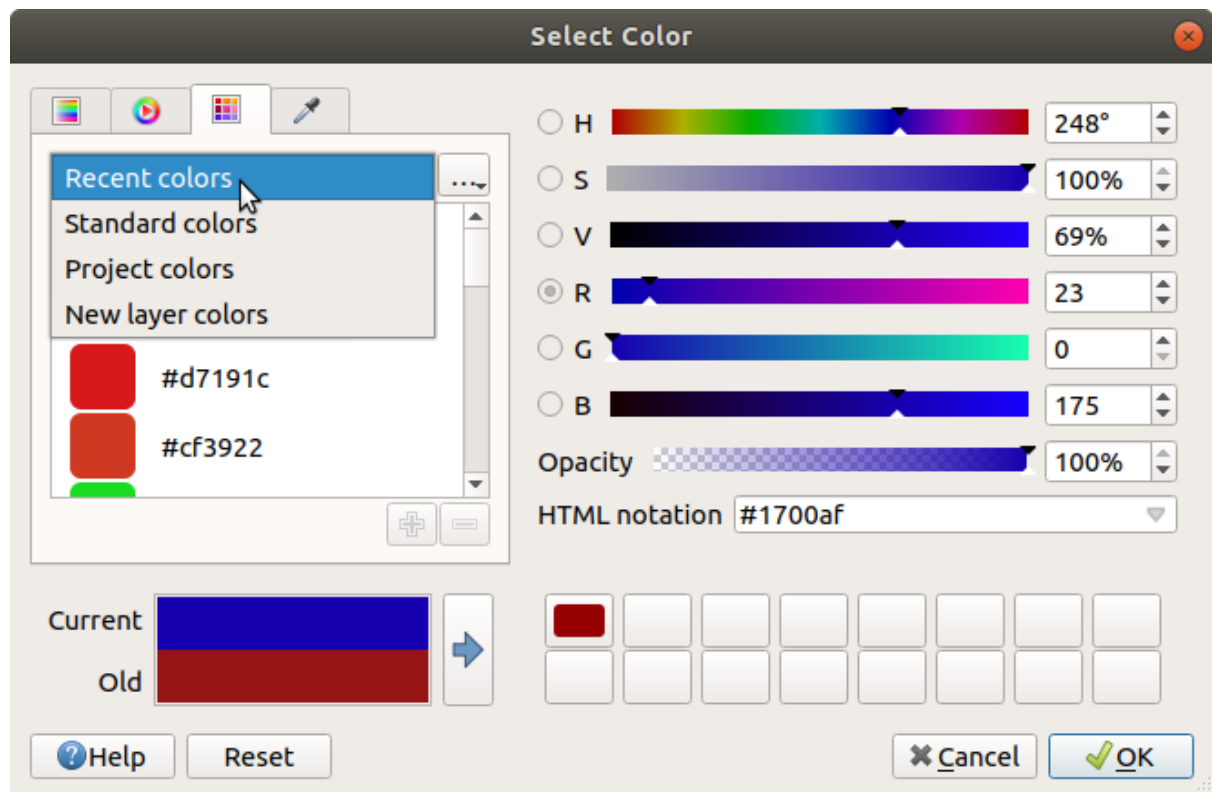 Select Color
Recent colors
...
Standard colors
Project colors
New layer colors
#d7191c
#cf3922
H 248°
S 100%
V 69%
R 23
G 0
B 175
Opacity 100%
HTML notation #1700af
Current
Old
Help
Reset
Cancel
OK